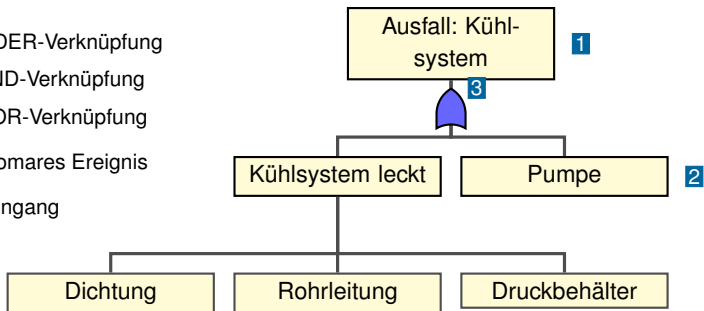 DER-Verknüpfung
ND-Verknüpfung
OR-Verknüpfung
omares Ereignis
ngang
Ausfall: Kühl-
system
1
3
Kühlsystem leckt
Pumpe
2
Dichtung
Rohrleitung
Druckbehälter